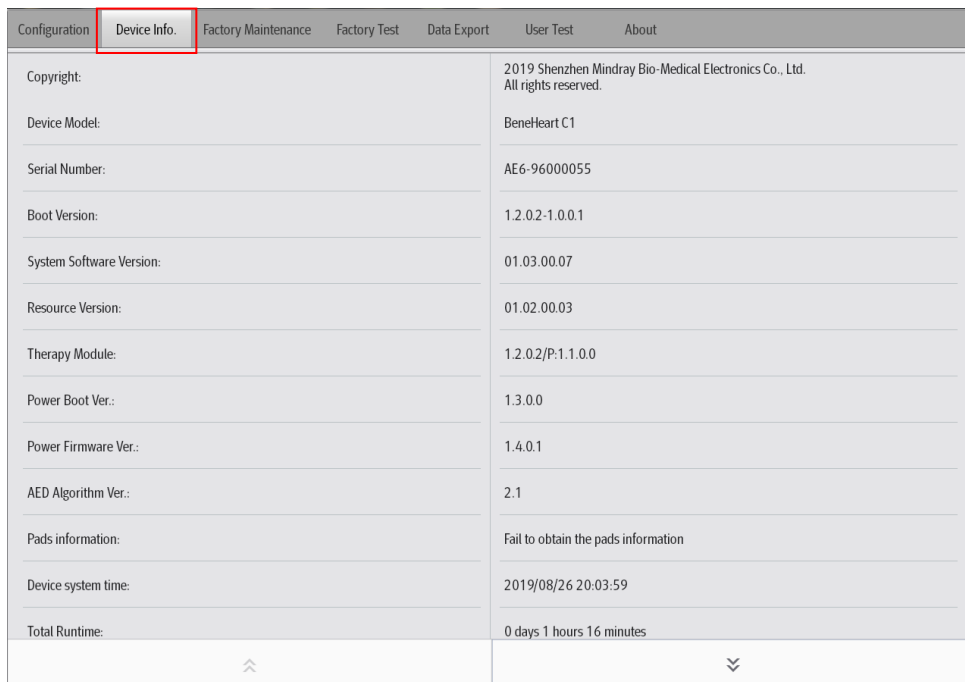 Configuration Device Info. Factory Maintenance Factory Test Data Export User Test About
Copyright: 2019 Shenzhen Mindray Bio-Medical Electronics Co., Ltd.
All rights reserved.
Device Model: BeneHeart C1
Serial Number: AE6-96000055
Boot Version: 1.2.0.2-1.0.0.1
System Software Version: 01.03.00.07
Resource Version: 01.02.00.03
Therapy Module: 1.2.0.2/P:1.1.0.0
Power Boot Ver.: 1.3.0.0
Power Firmware Ver.: 1.4.0.1
AED Algorithm Ver.: 2.1
Pads information: Fail to obtain the pads information
Device system time: 2019/08/26 20:03:59
Total Runtime: 0 days 1 hours 16 minutes